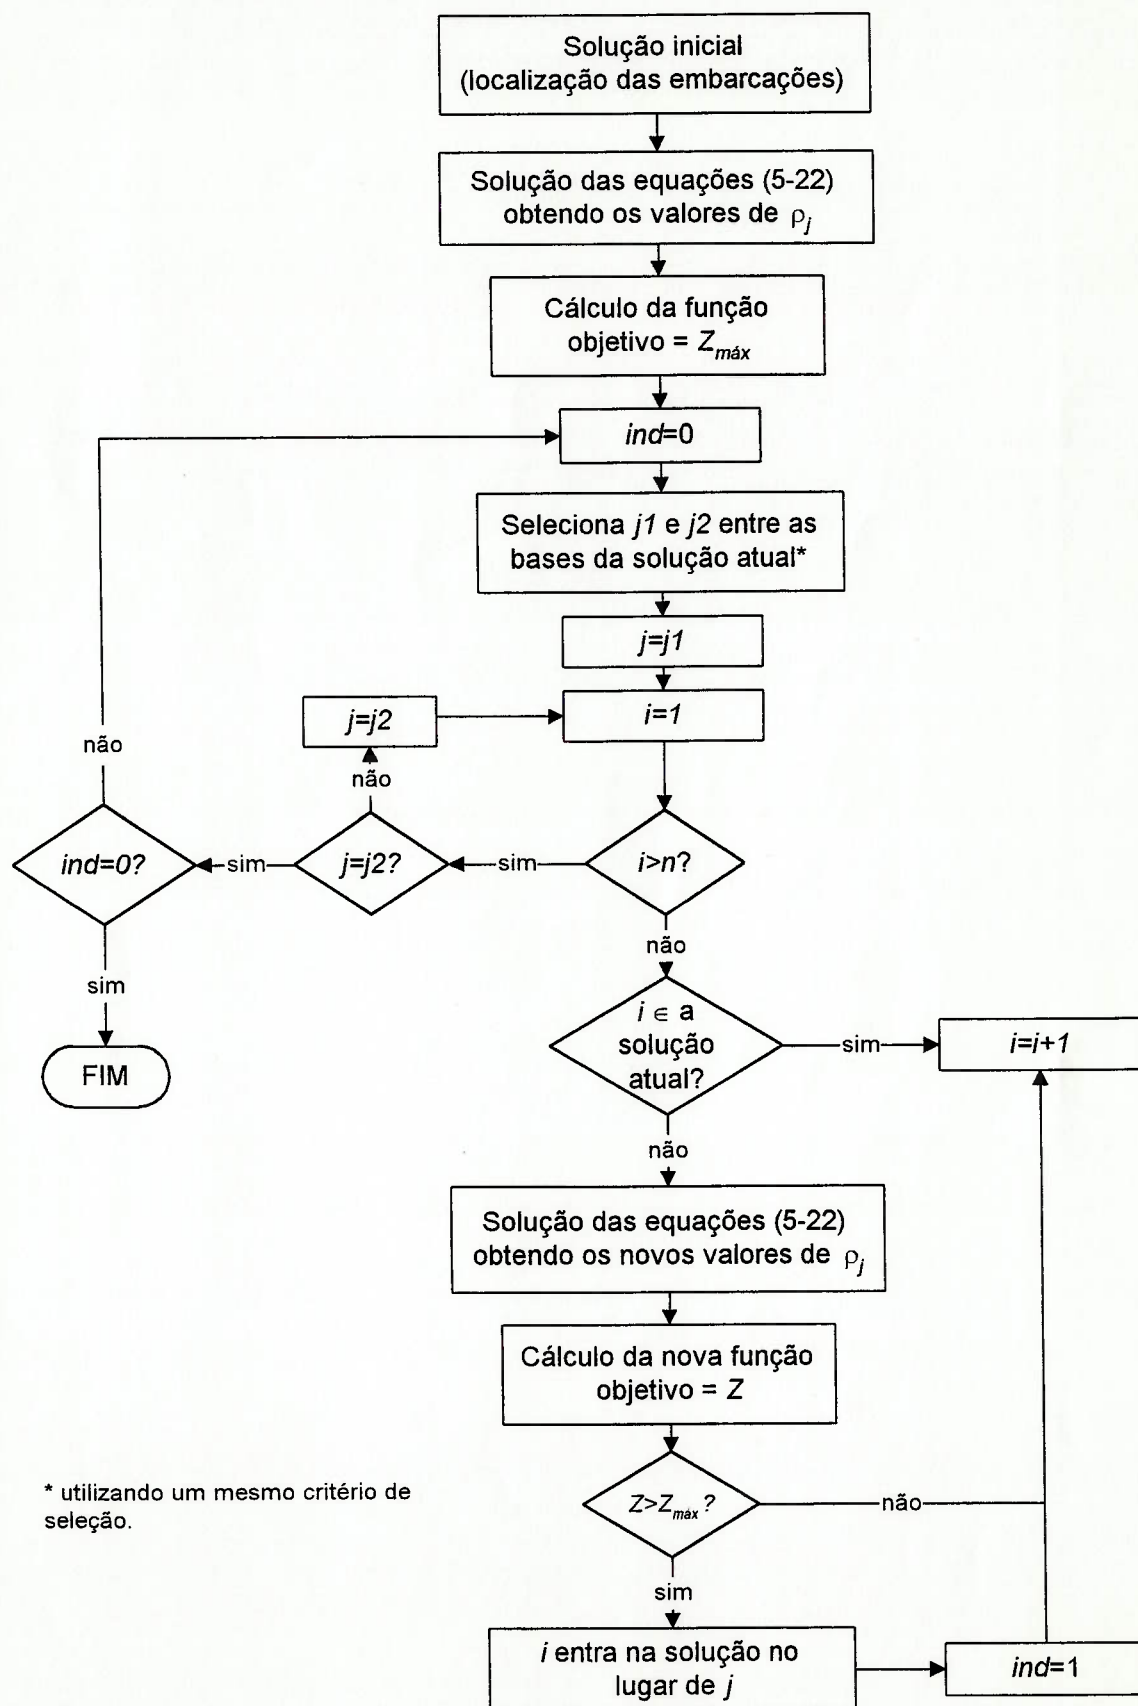 Solução inicial
(localização das embarcações)
Solução das equações (5-22)
obtendo os valores de ρj
Cálculo da função
objetivo = Zmáx
ind=0
Seleciona j1 e j2 entre as
bases da solução atual*
j=j1
j=j2
i=1
não
não
ind=0?
sim
j=j2?
sim
i>n?
não
sim
i ∈ a
solução
atual?
sim
i=i+1
FIM
não
Solução das equações (5-22)
obtendo os novos valores de ρj
Cálculo da nova função
objetivo = Z
* utilizando um mesmo critério de
seleção.
Z>Zmáx?
não
sim
i entra na solução no
lugar de j
ind=1